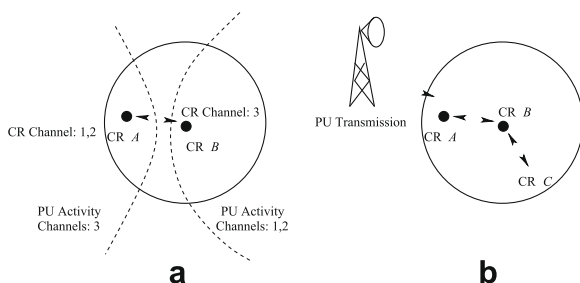 CR Channel: 3
CR Channel: 1,2
CR A
CR B
PU Activity
Channels: 3
PU Activity
Channels: 1,2
a
PU Transmission
CR B
CR A
CR C
b